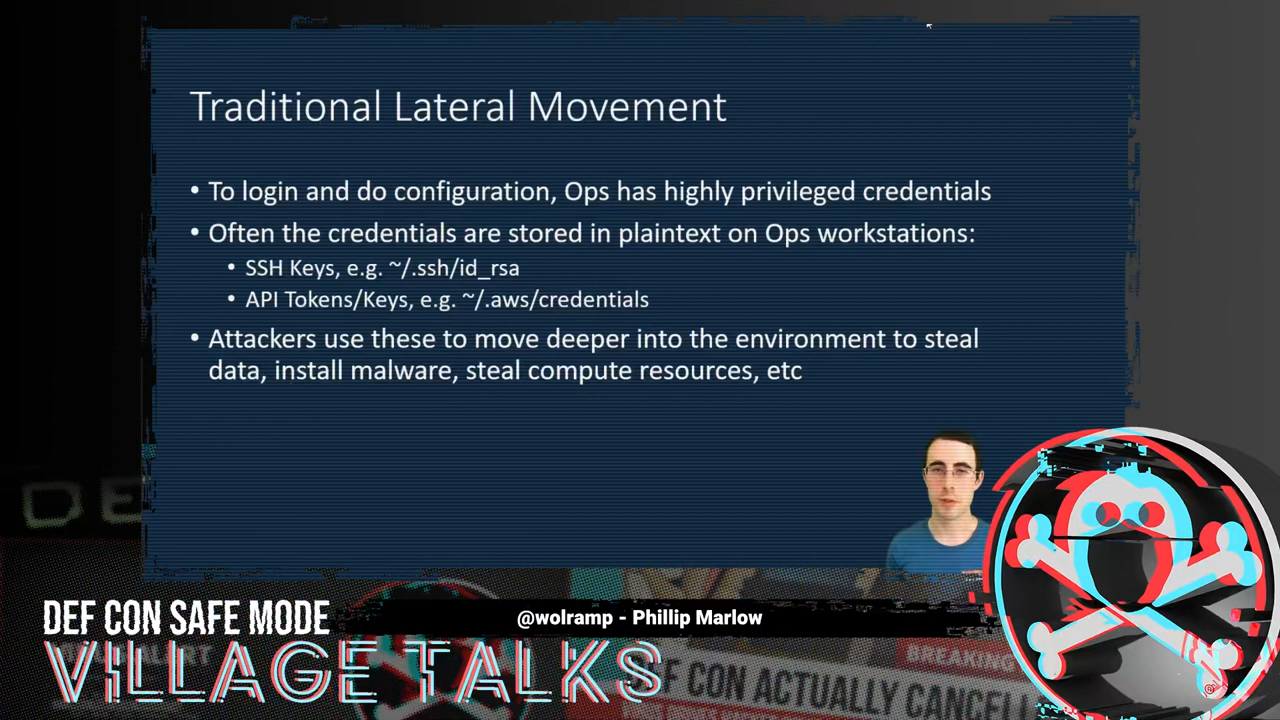 Traditional Lateral Movement
• To login and do configuration, Ops has highly privileged credentials
• Often the credentials are stored in plaintext on Ops workstations:
• SSH Keys, e.g. ~/.ssh/id_rsa
• API Tokens/Keys, e.g. ~/.aws/credentials
• Attackers use these to move deeper into the environment to steal
data, install malware, steal compute resources, etc
DE
@wolramp - Phillip Marlow
DEF CON SAFE MODE
VILLAGE TALKS
BREAKING
DEF CON ACTUALLY CANCEL